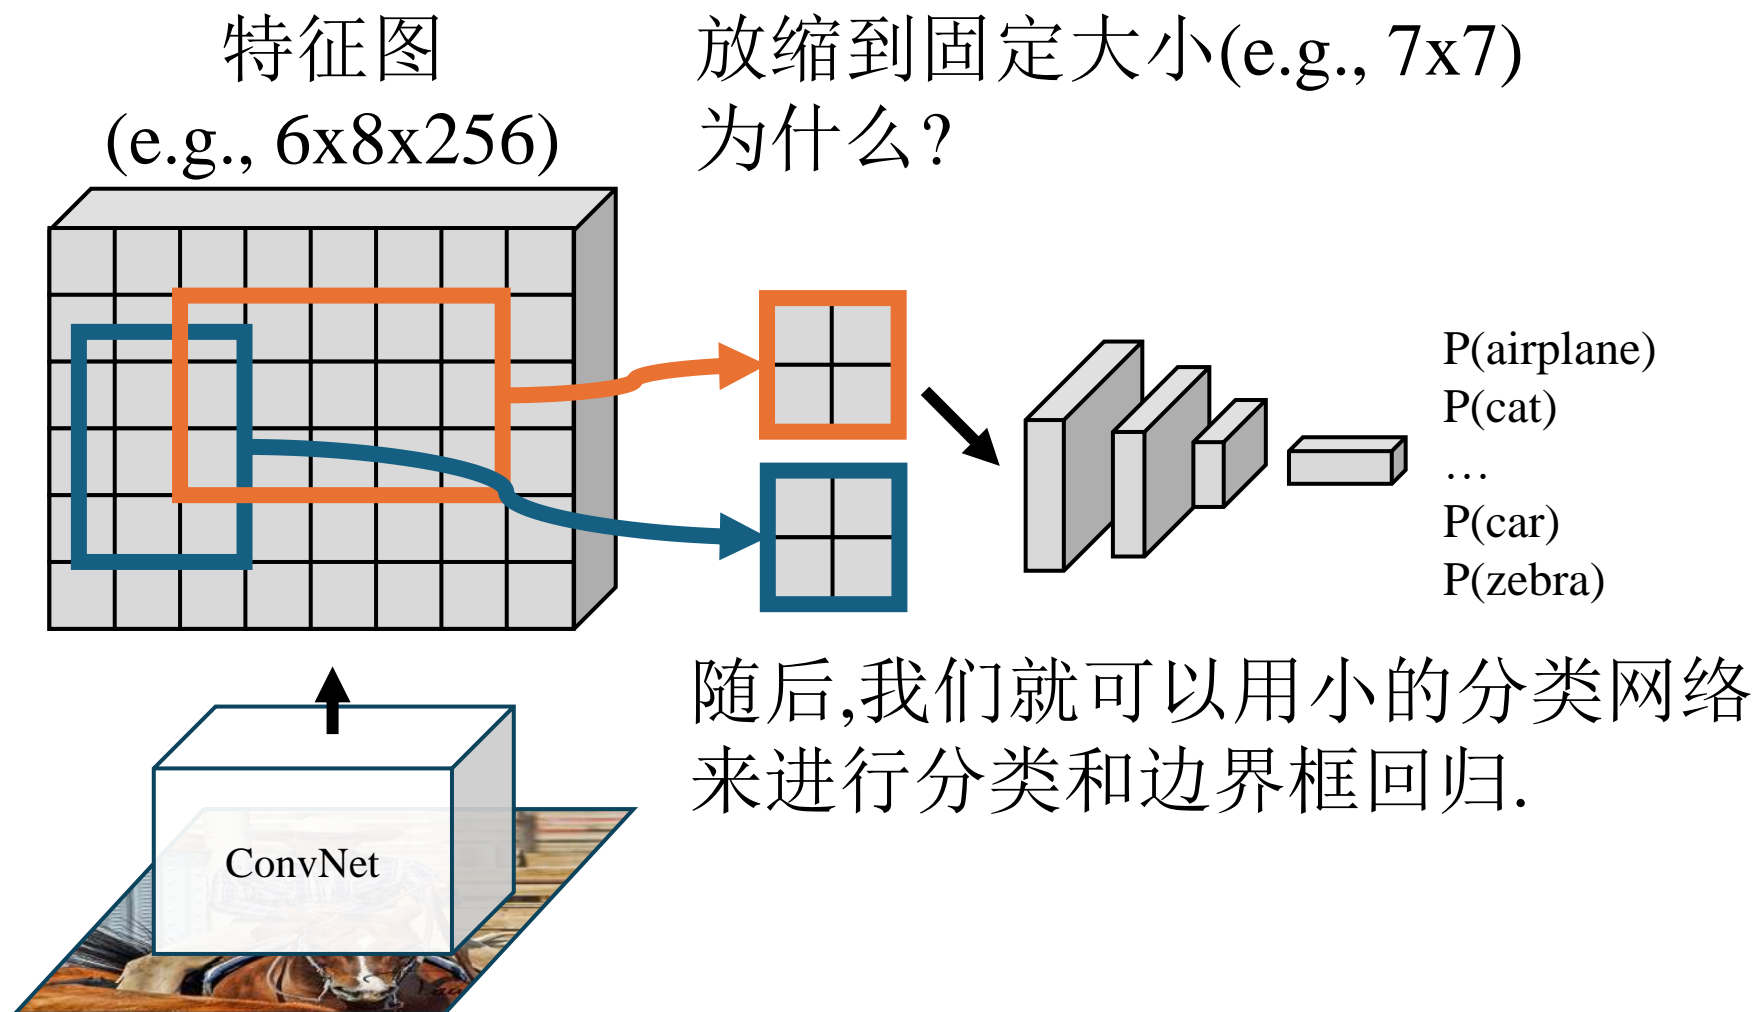 特征图
(e.g., 6x8x256)
放缩到固定大小(e.g., 7x7)
为什么?
P(airplane)
P(cat)
…
P(car)
P(zebra)
随后,我们就可以用小的分类网络
来进行分类和边界框回归.
ConvNet